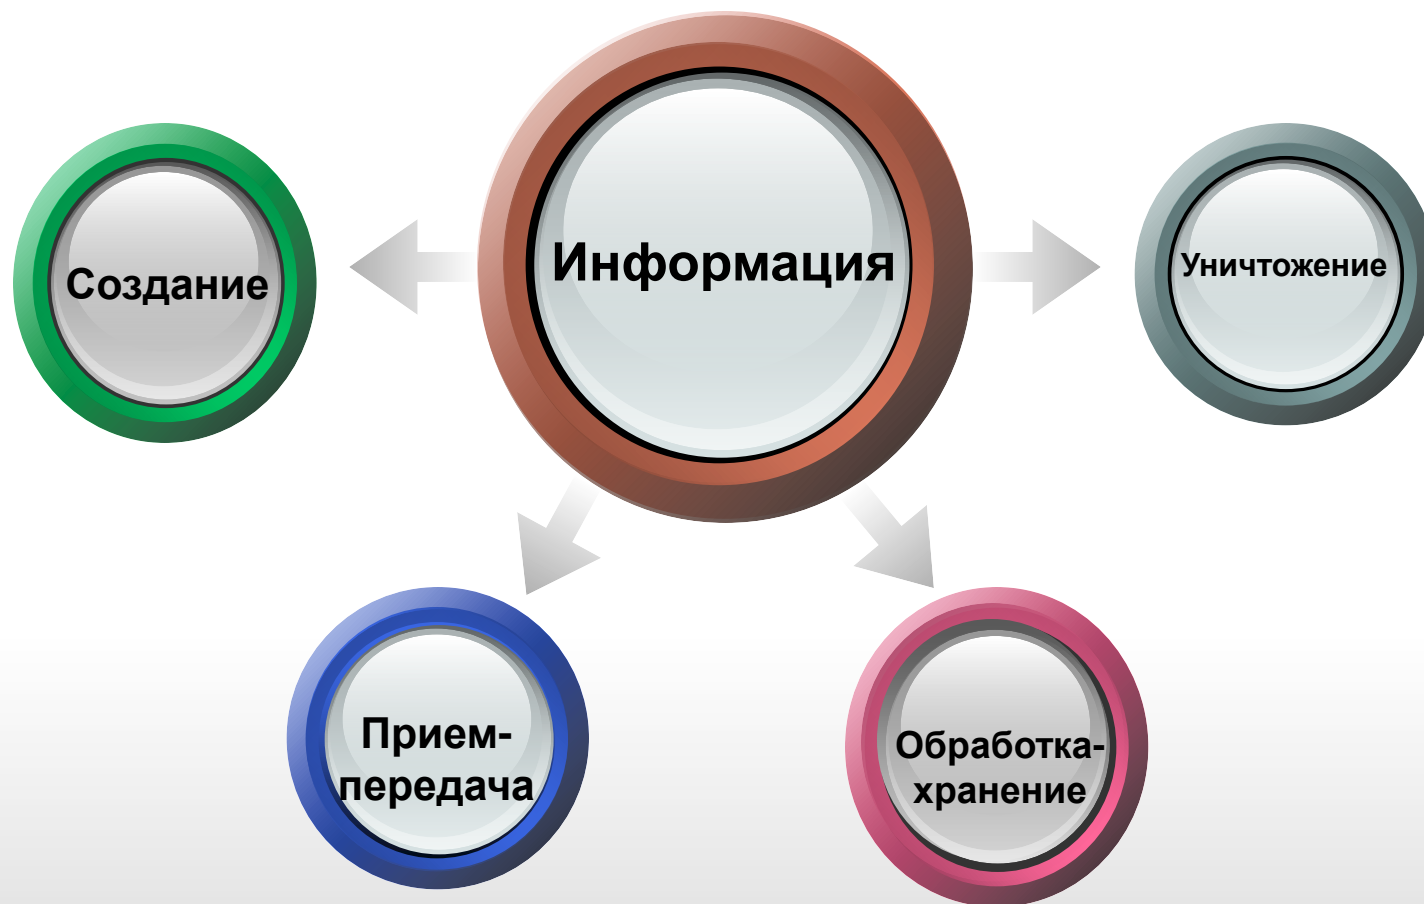 Информация
Создание
Уничтожение
Прием-
передача
Обработка-
хранение